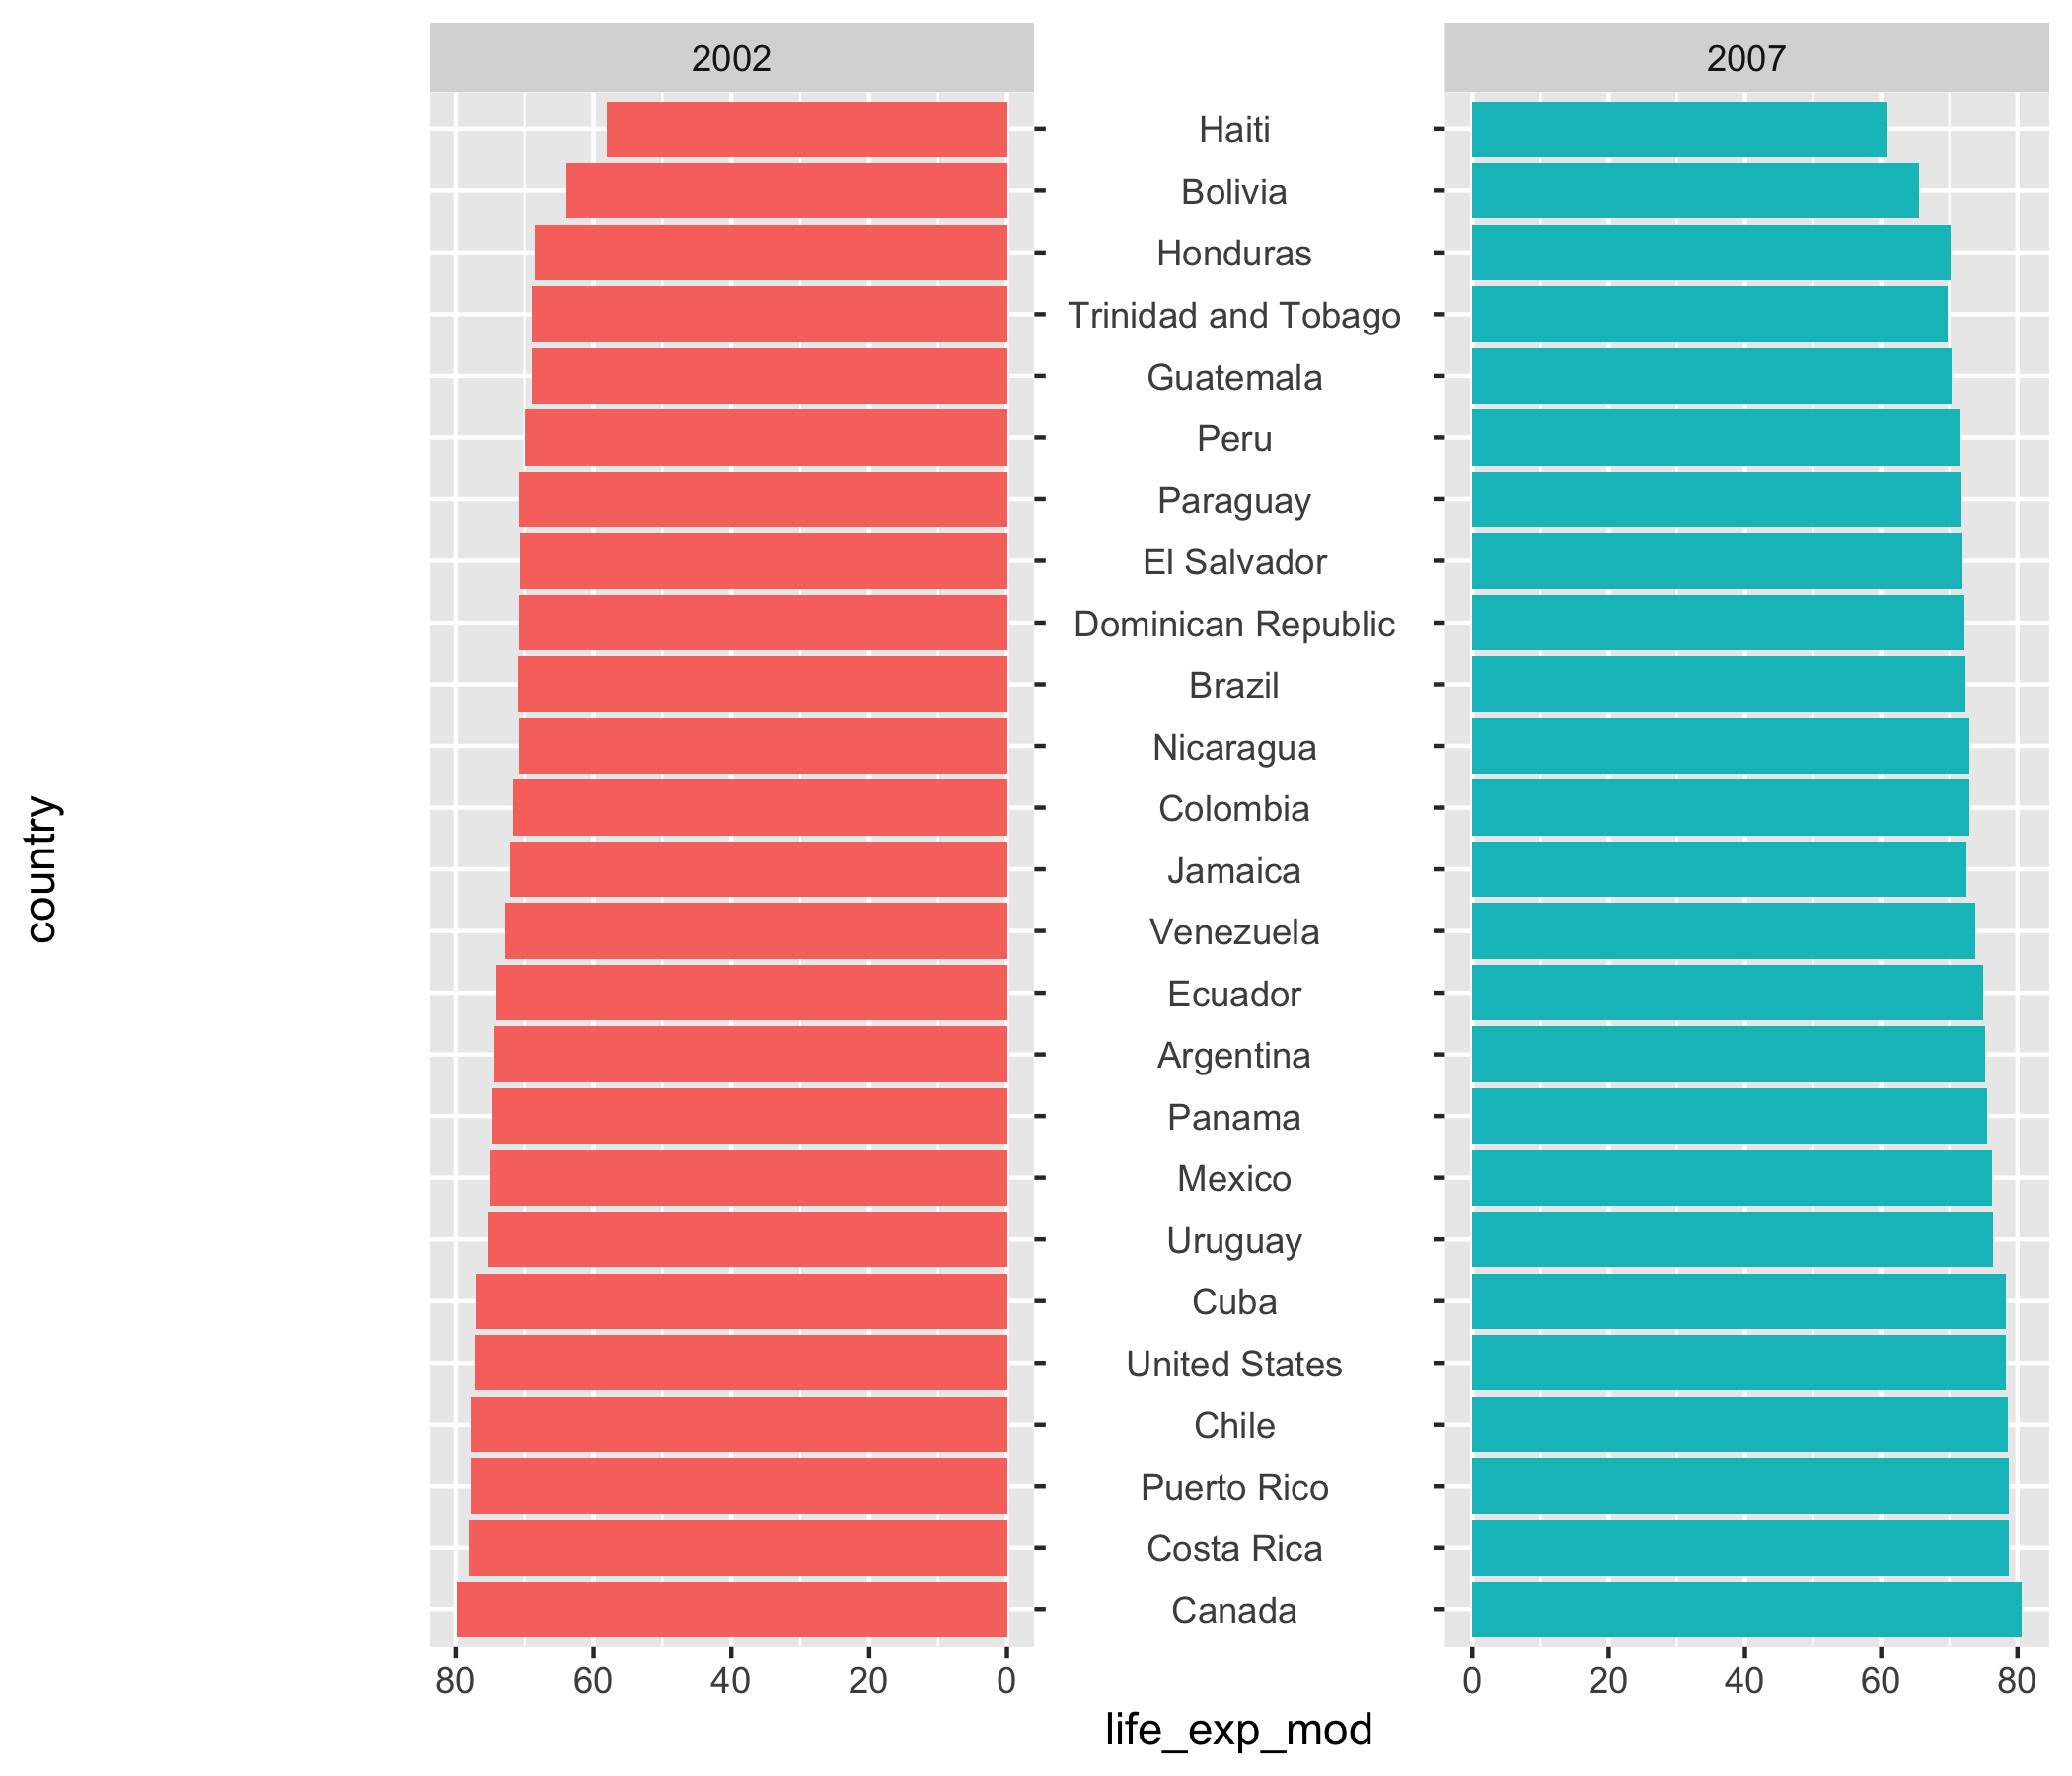 2002
2007
country
Haiti
Bolivia
Honduras
Trinidad and Tobago
Guatemala
Peru
Paraguay
El Salvador
Dominican Republic
Brazil
Nicaragua
Colombia
Jamaica
Venezuela
Ecuador
Argentina
Panama
Mexico
Uruguay
Cuba
United States
Chile
Puerto Rico
Costa Rica
Canada
80 60 40 20 0
0 20 40 60 80
life_exp_mod